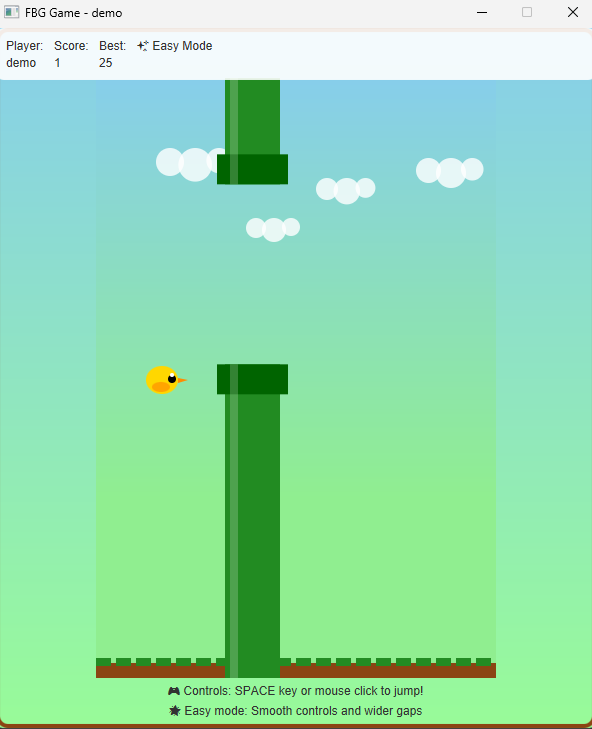 FBG Game - demo
Player: Score: Best: ✨ Easy Mode
demo 1 25
🎮 Controls: SPACE key or mouse click to jump!
🌟 Easy mode: Smooth controls and wider gaps